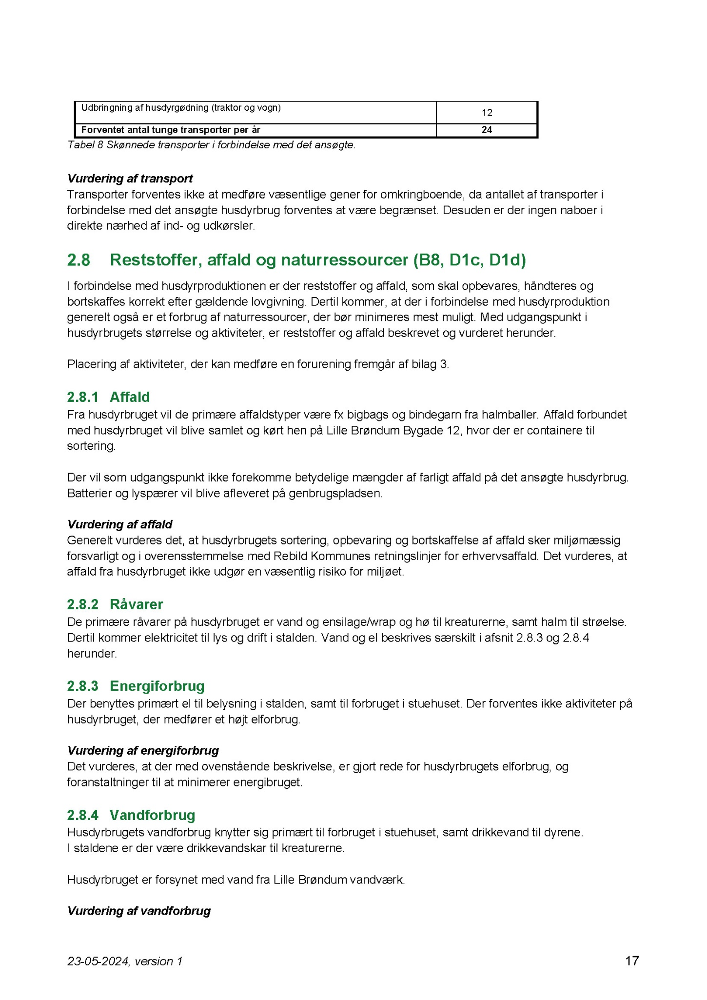 Udbringning af husdyrgødning (traktor og vogn) 12
Forventet antal tunge transporter per år 24
Tabel 8 Skønnede transporter i forbindelse med det ansøgte.
Vurdering af transport
Transporter forventes ikke at medføre væsentlige gener for omkringboende, da antallet af transporter i
forbindelse med det ansøgte husdyrbrug forventes at være begrænset. Desuden er der ingen naboer i
direkte nærhed af ind- og udkørsler.
2.8 Reststoffer, affald og naturressourcer (B8, D1c, D1d)
I forbindelse med husdyrproduktionen er der reststoffer og affald, som skal opbevares, håndteres og
bortskaffes korrekt efter gældende lovgivning. Dertil kommer, at der i forbindelse med husdyrproduktion
generelt også er et forbrug af naturressourcer, der bør minimeres mest muligt. Med udgangspunkt i
husdyrbrugets størrelse og aktiviteter, er reststoffer og affald beskrevet og vurderet herunder.
Placering af aktiviteter, der kan medføre en forurening fremgår af bilag 3.
2.8.1 Affald
Fra husdyrbruget vil de primære affaldstyper være fx bigbags og bindegarn fra halmballer. Affald forbundet
med husdyrbruget vil blive samlet og kørt hen på Lille Brøndum Bygade 12, hvor der er containere til
sortering.
Der vil som udgangspunkt ikke forekomme betydelige mængder af farligt affald på det ansøgte husdyrbrug.
Batterier og lyspærer vil blive afleveret på genbrugspladsen.
Vurdering af affald
Generelt vurderes det, at husdyrbrugets sortering, opbevaring og bortskaffelse af affald sker miljømæssig
forsvarligt og i overensstemmelse med Rebild Kommunes retningslinjer for erhvervsaffald. Det vurderes, at
affald fra husdyrbruget ikke udgør en væsentlig risiko for miljøet.
2.8.2 Råvarer
De primære råvarer på husdyrbruget er vand og ensilage/wrap og hø til kreaturerne, samt halm til strøelse.
Dertil kommer elektricitet til lys og drift i stalden. Vand og el beskrives særskilt i afsnit 2.8.3 og 2.8.4
herunder.
2.8.3 Energiforbrug
Der benyttes primært el til belysning i stalden, samt til forbruget i stuehuset. Der forventes ikke aktiviteter på
husdyrbruget, der medfører et højt elforbrug.
Vurdering af energiforbrug
Det vurderes, at der med ovenstående beskrivelse, er gjort rede for husdyrbrugets elforbrug, og
foranstaltninger til at minimerer energibruget.
2.8.4 Vandforbrug
Husdyrbrugets vandforbrug knytter sig primært til forbruget i stuehuset, samt drikkevand til dyrene.
I staldene er der være drikkevandskar til kreaturerne.
Husdyrbruget er forsynet med vand fra Lille Brøndum vandværk.
Vurdering af vandforbrug
23-05-2024, version 1 17